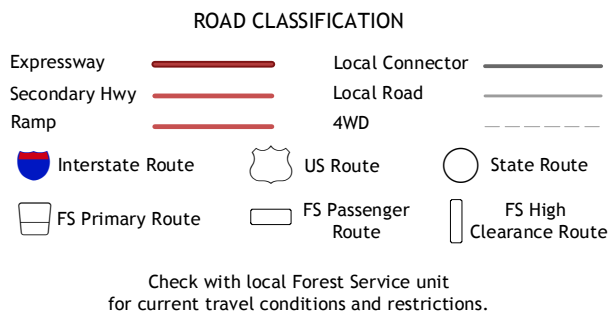 ROAD CLASSIFICATION
Expressway
Local Connector
Secondary Hwy
Local Road
Ramp
4WD
Interstate Route
US Route
State Route
FS Primary Route
FS Passenger
Route
FS High
Clearance Route
Check with local Forest Service unit
for current travel conditions and restrictions.